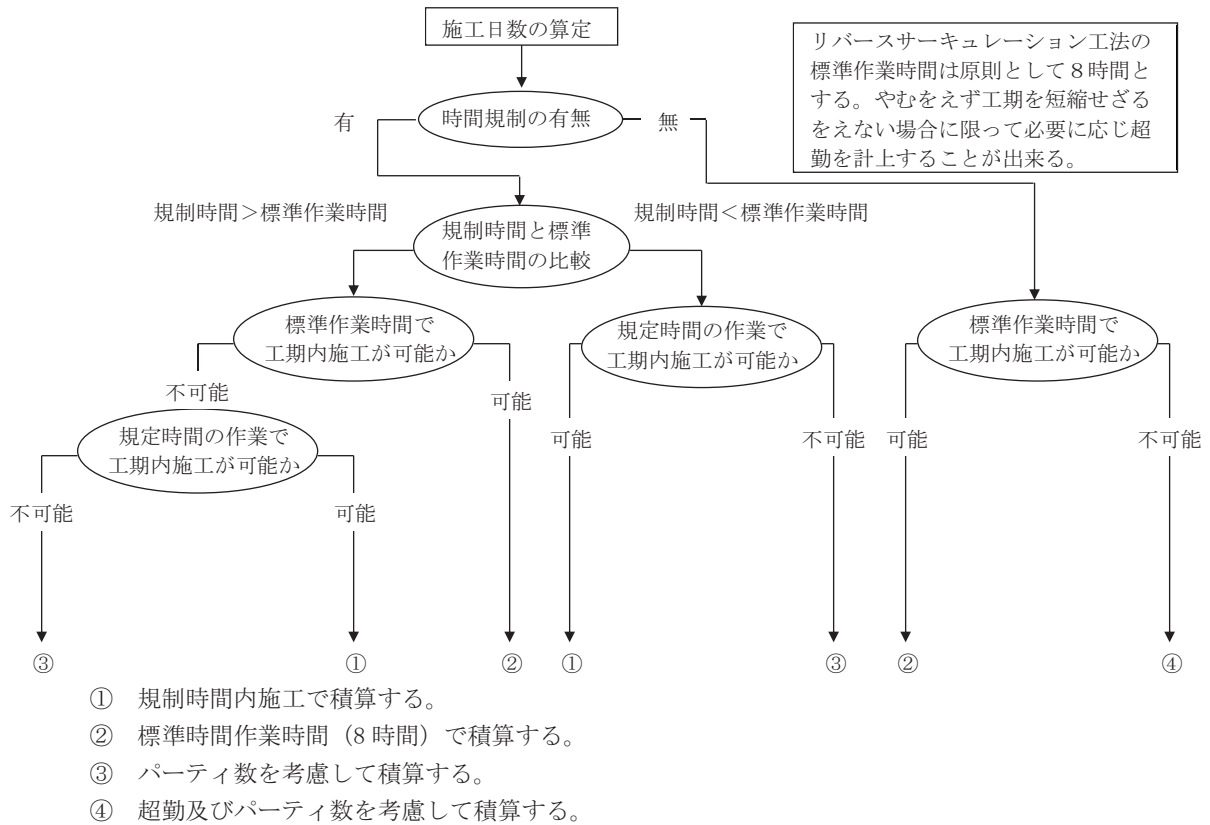 施工日数の算定
リバースサーキュレーション工法の
標準作業時間は原則として８時間と
する。やむをえず工期を短縮せざる
をえない場合に限って必要に応じ超
勤を計上することが出来る。
有
時間規制の有無
無
規制時間＞標準作業時間
規制時間＜標準作業時間
規制時間と標準
作業時間の比較
標準作業時間で
工期内施工が可能か
規定時間の作業で
工期内施工が可能か
標準作業時間で
工期内施工が可能か
不可能
可能
可能
不可能
可能
不可能
規定時間の作業で
工期内施工が可能か
不可能
可能
③
①
②
①
③
②
④
①　規制時間内施工で積算する。
②　標準時間作業時間（8 時間）で積算する。
③　パーティ数を考慮して積算する。
④　超勤及びパーティ数を考慮して積算する。